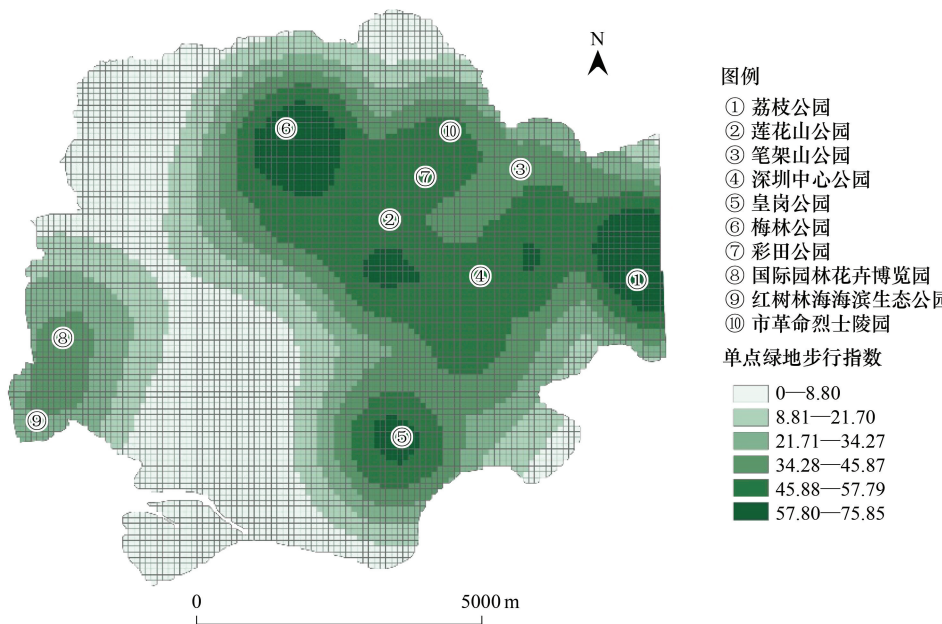 N
⑥
⑩
⑦
③
②
④
①
⑧
⑨
⑤
0 5000 m
图例
① 荔枝公园
② 莲花山公园
③ 笔架山公园
④ 深圳中心公园
⑤ 皇岗公园
⑥ 梅林公园
⑦ 彩田公园
⑧ 国际园林花卉博览园
⑨ 红树林海海滨生态公园
⑩ 市革命烈士陵园
单点绿地步行指数
0—8.80
8.81—21.70
21.71—34.27
34.28—45.87
45.88—57.79
57.80—75.85